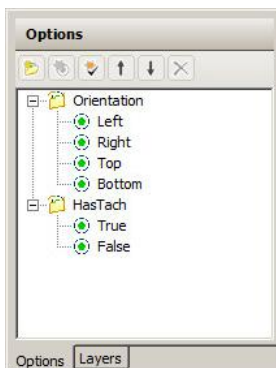 Options
Orientation
Left
Right
Top
Bottom
HasTach
True
False
Options Layers